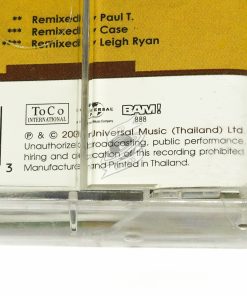 ** Remixed by Paul T.
*** Remixed by Case
**** Remixed by Leigh Ryan
ToCo
INTERNATIONAL
UNIVERSAL
BAM!
888
℗ & © Universal Music (Thailand) Ltd.
Unauthorized broadcasting, public performance,
hiring and of this recording prohibited.
Manufactured and Printed in Thailand.
3